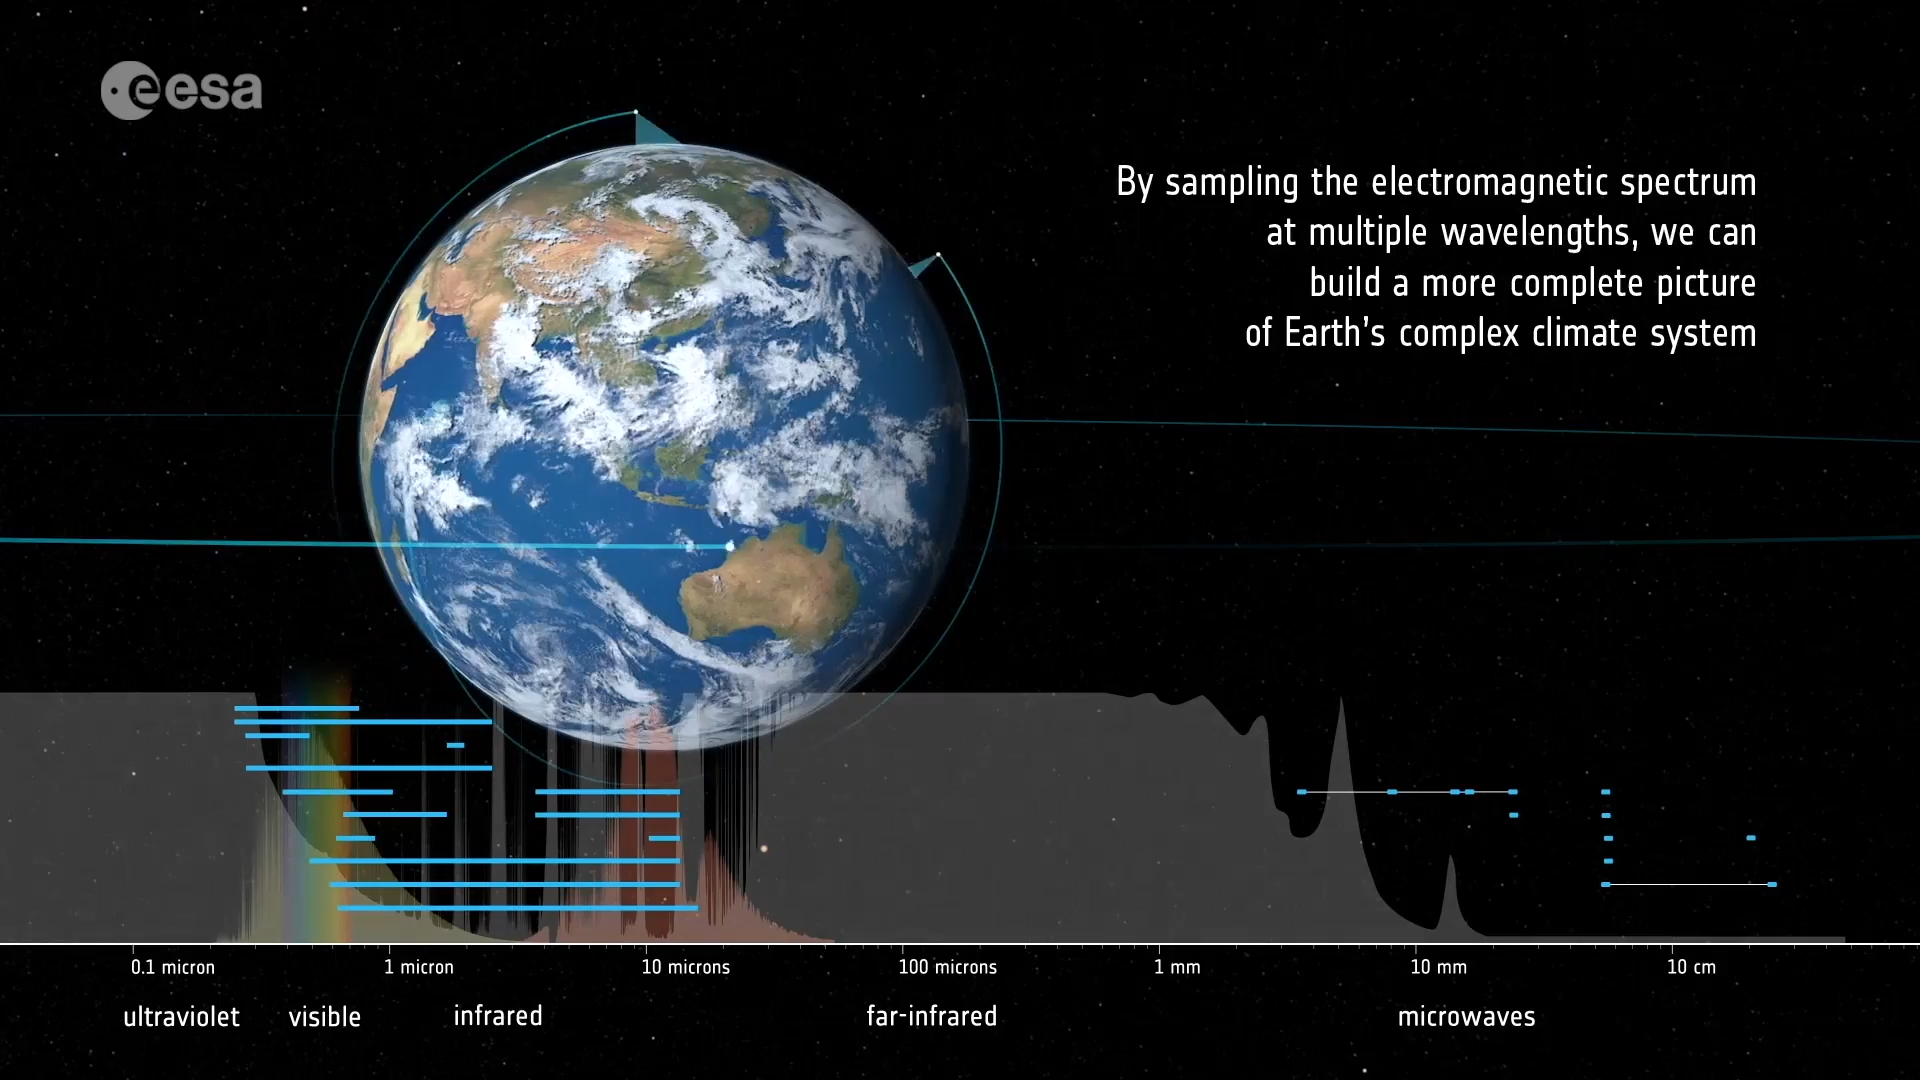 eesa
By sampling the electromagnetic spectrum
at multiple wavelengths, we can
build a more complete picture
of Earth's complex climate system
0.1 micron
1 micron
10 microns
100 microns
1 mm
10 mm
10 cm
ultraviolet
visible
infrared
far-infrared
microwaves